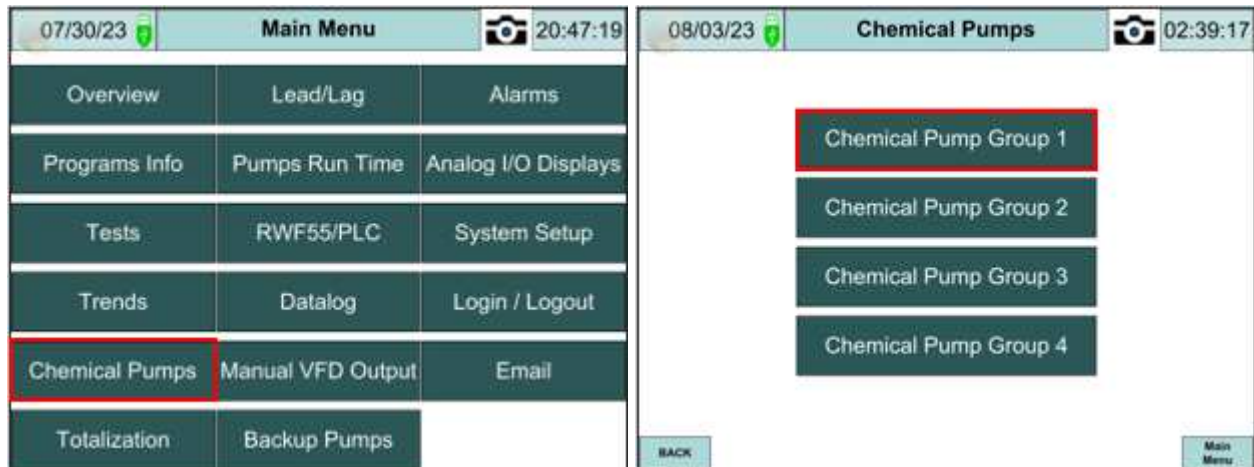 07/30/23 Main Menu 20:47:19
Overview Lead/Lag Alarms
Programs Info Pumps Run Time Analog I/O Displays
Tests RWF55/PLC System Setup
Trends Datalog Login / Logout
Chemical Pumps Manual VFD Output Email
Totalization Backup Pumps
08/03/23 Chemical Pumps 02:39:17
Chemical Pump Group 1
Chemical Pump Group 2
Chemical Pump Group 3
Chemical Pump Group 4
BACK Main
Menu